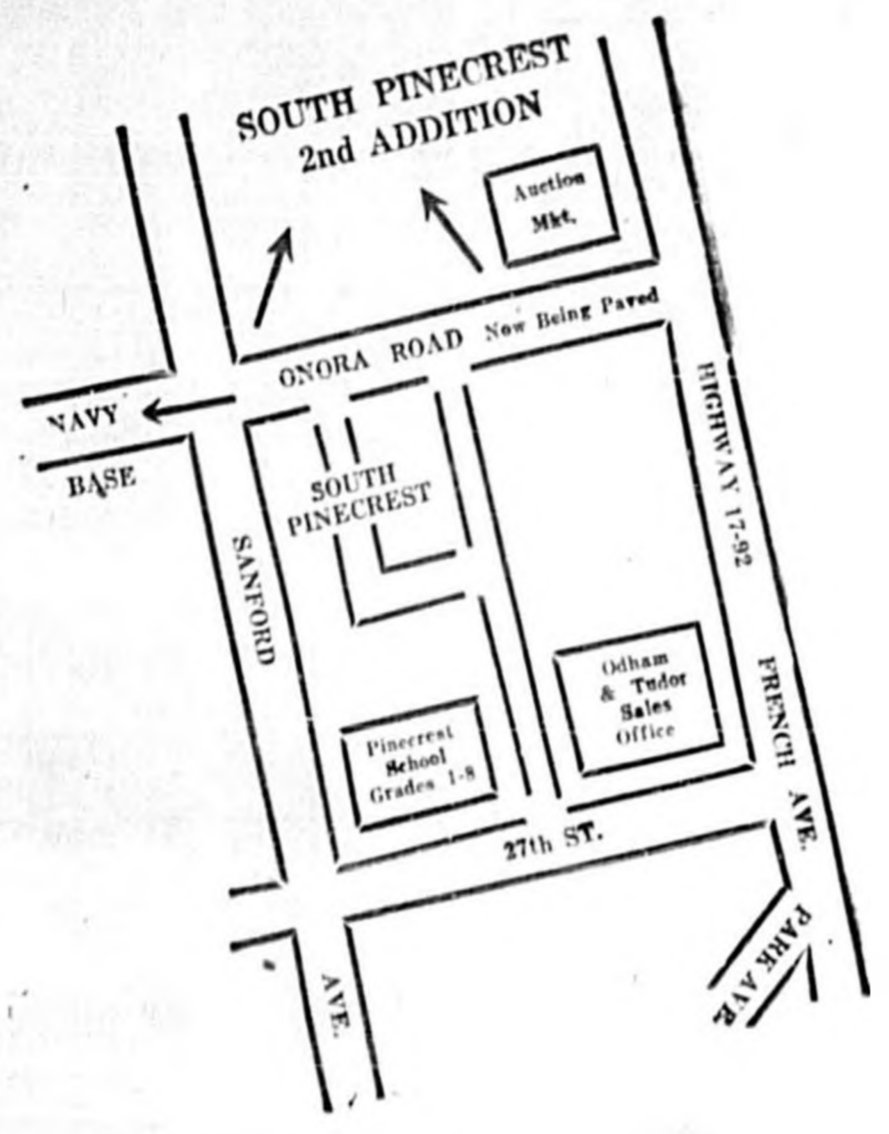 SOUTH PINECREST
2nd ADDITION
Auction
Mkt.
ONORA ROAD Now Being Paved
NAVY
BASE
HIGHWAY 17-92
SOUTH
PINECREST
SANFORD
Odham
& Tudor
Sales
Office
FRENCH AVE.
Pinecrest
School
Grades 1-8
27th ST.
PARK AVE.
AVE.